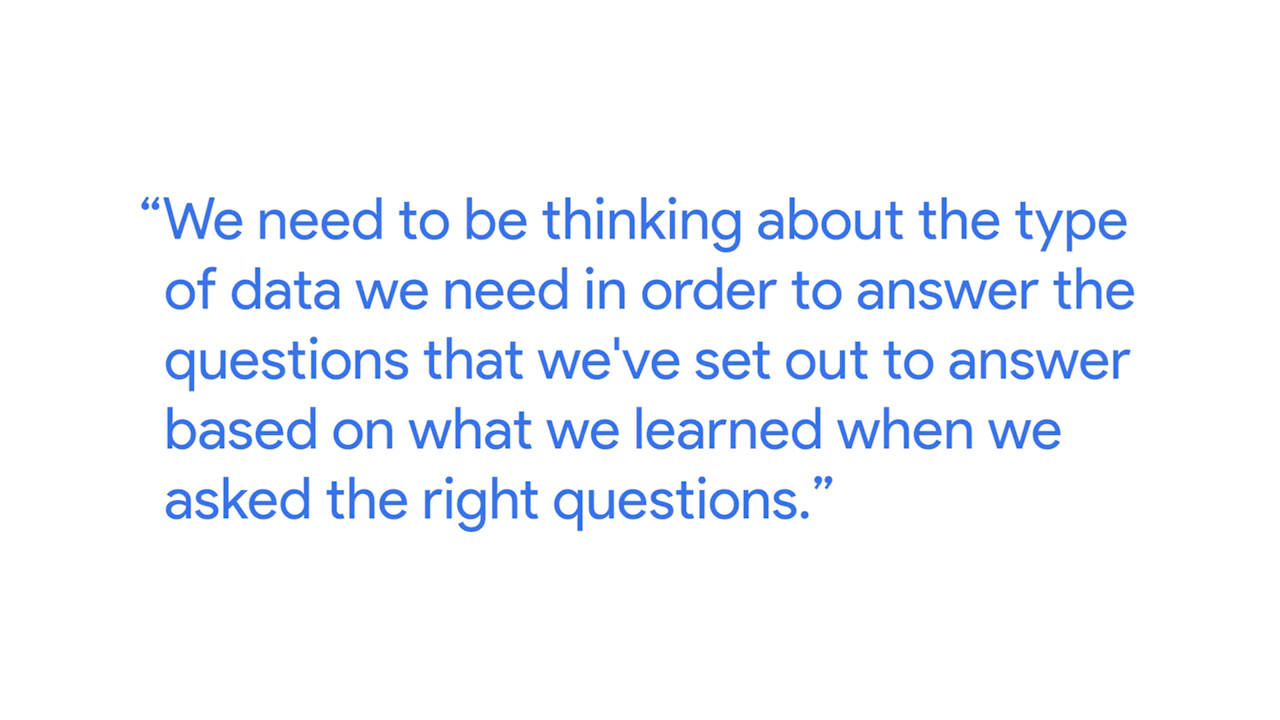 “We need to be thinking about the type
of data we need in order to answer the
questions that we've set out to answer
based on what we learned when we
asked the right questions.”